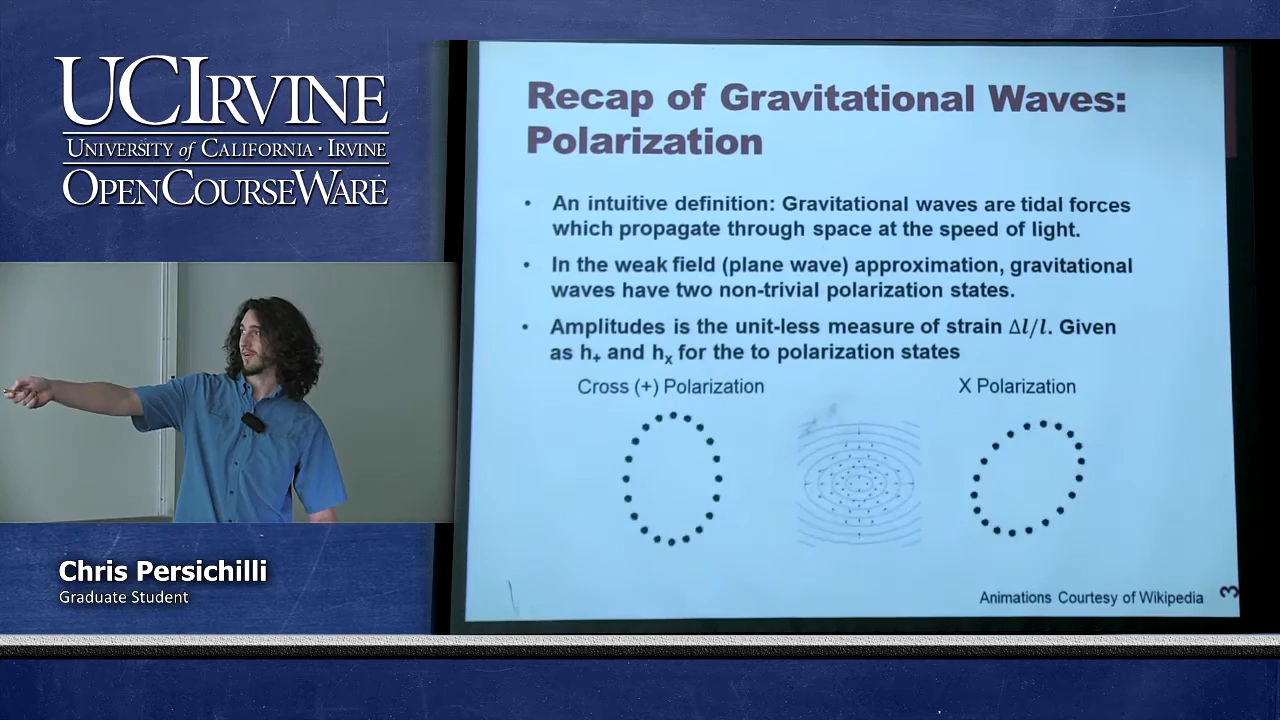 UCIRVINE
UNIVERSITY of CALIFORNIA · IRVINE
OPENCOURSEWARE
Recap of Gravitational Waves:
Polarization
• An intuitive definition: Gravitational waves are tidal forces
which propagate through space at the speed of light.
• In the weak field (plane wave) approximation, gravitational
waves have two non-trivial polarization states.
• Amplitudes is the unit-less measure of strain Δl/l. Given
as h₊ and hₓ for the to polarization states
Cross (+) Polarization
X Polarization
Animations Courtesy of Wikipedia
3
Chris Persichilli
Graduate Student